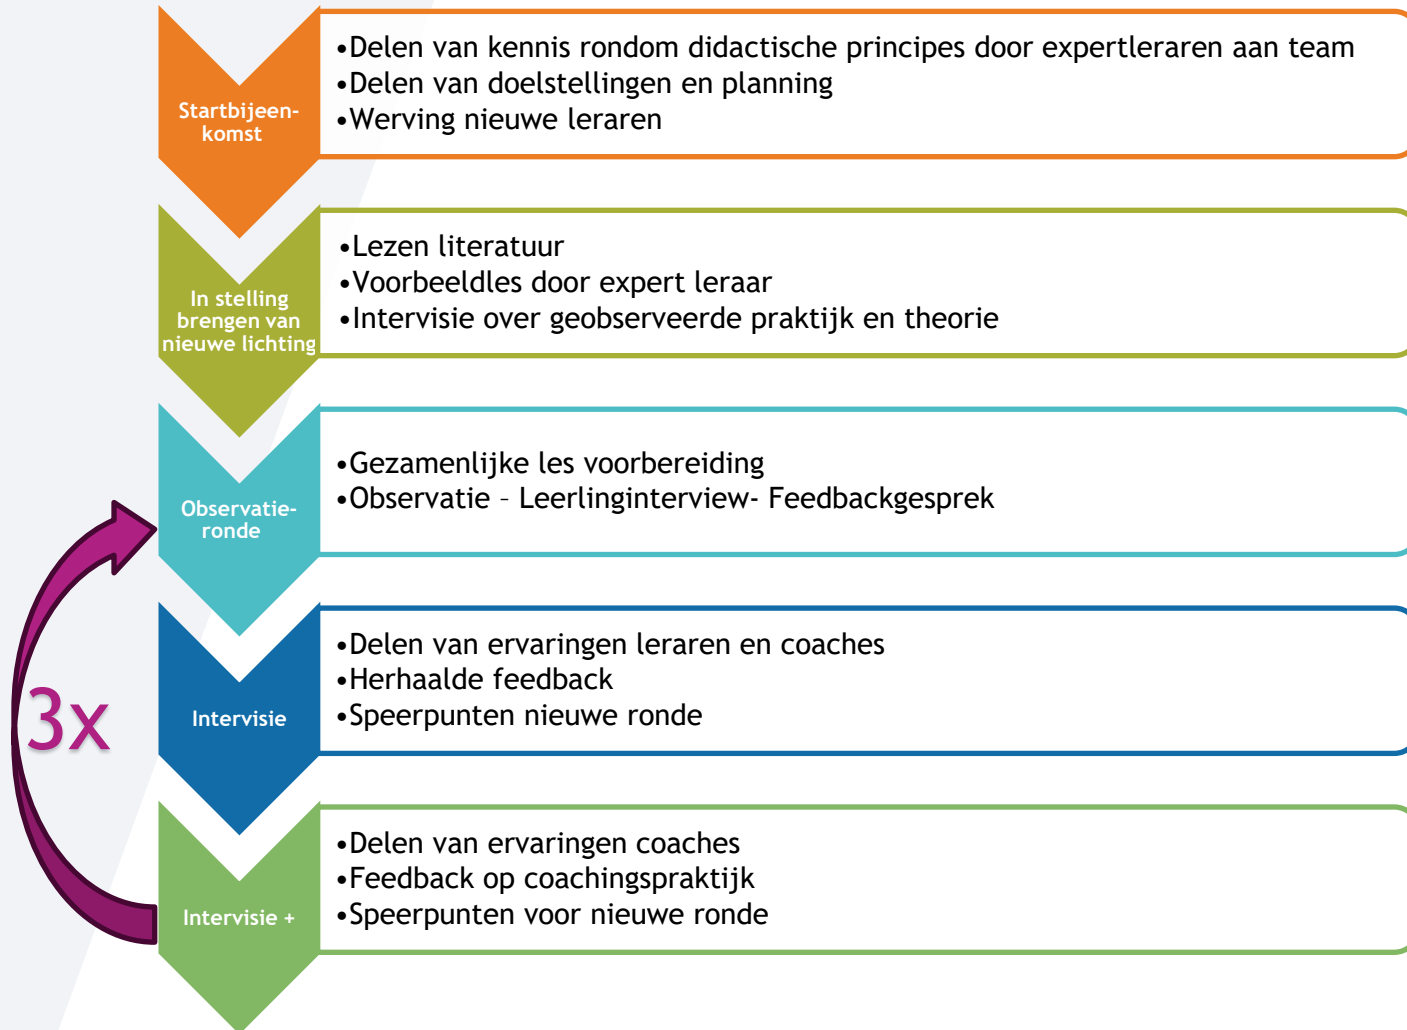 Startbijeen-
komst
•Delen van kennis rondom didactische principes door expertleraren aan team
•Delen van doelstellingen en planning
•Werving nieuwe leraren
In stelling
brengen van
nieuwe lichting
•Lezen literatuur
•Voorbeeldles door expert leraar
•Intervisie over geobserveerde praktijk en theorie
Observatie-
ronde
•Gezamenlijke les voorbereiding
•Observatie – Leerlinginterview- Feedbackgesprek
Intervisie
•Delen van ervaringen leraren en coaches
•Herhaalde feedback
•Speerpunten nieuwe ronde
3x
Intervisie +
•Delen van ervaringen coaches
•Feedback op coachingspraktijk
•Speerpunten voor nieuwe ronde